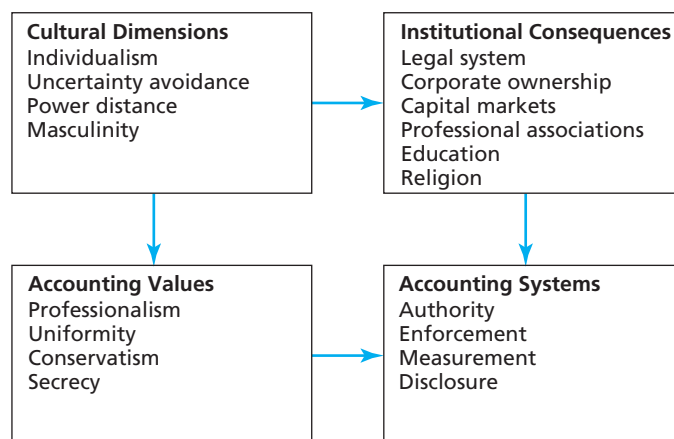 Cultural Dimensions
Individualism
Uncertainty avoidance
Power distance
Masculinity
Institutional Consequences
Legal system
Corporate ownership
Capital markets
Professional associations
Education
Religion
Accounting Values
Professionalism
Uniformity
Conservatism
Secrecy
Accounting Systems
Authority
Enforcement
Measurement
Disclosure